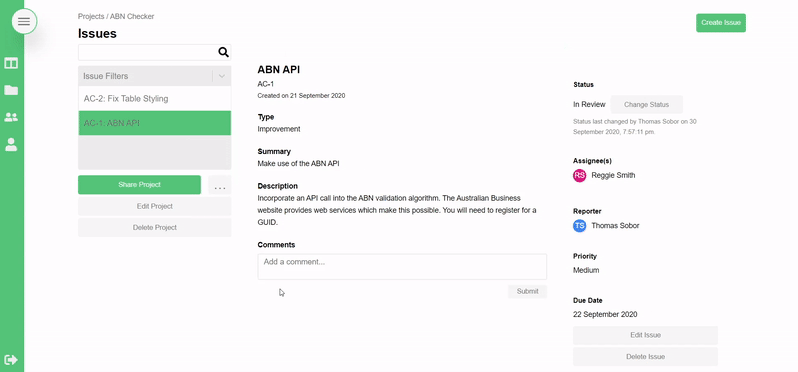 Projects / ABN Checker
Issues
Create Issue
Issue Filters
AC-2: Fix Table Styling
AC-1: ABN API
Share Project
...
Edit Project
Delete Project
ABN API
AC-1
Created on 21 September 2020
Type
Improvement
Summary
Make use of the ABN API
Description
Incorporate an API call into the ABN validation algorithm. The Australian Business
website provides web services which make this possible. You will need to register for a
GUID.
Comments
Add a comment...
Submit
Status
In Review
Change Status
Status last changed by Thomas Sobor on 30
September 2020, 7:57:11 pm.
Assignee(s)
RS Reggie Smith
Reporter
TS Thomas Sobor
Priority
Medium
Due Date
22 September 2020
Edit Issue
Delete Issue